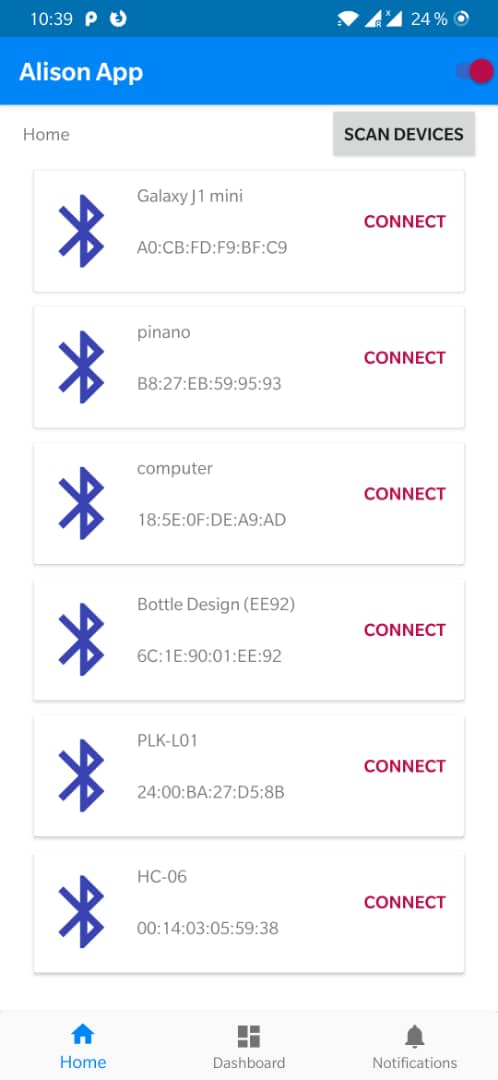 10:39 24 %
Alison App
Home SCAN DEVICES
Galaxy J1 mini
CONNECT
A0:CB:FD:F9:BF:C9
pinano
CONNECT
B8:27:EB:59:95:93
computer
CONNECT
18:5E:0F:DE:A9:AD
Bottle Design (EE92)
CONNECT
6C:1E:90:01:EE:92
PLK-L01
CONNECT
24:00:BA:27:D5:8B
HC-06
CONNECT
00:14:03:05:59:38
Home Dashboard Notifications